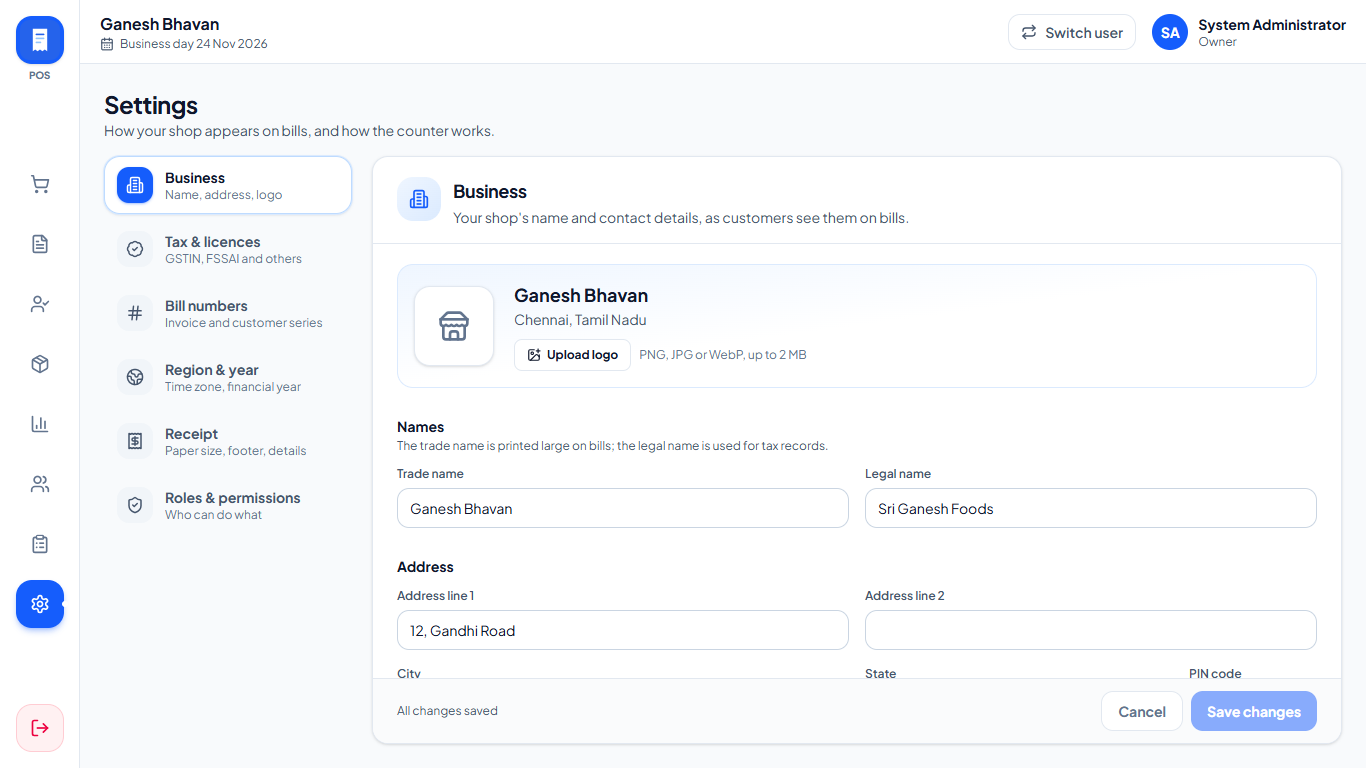 POS
Ganesh Bhavan
Business day 24 Nov 2026
Switch user
SA
System Administrator
Owner
Settings
How your shop appears on bills, and how the counter works.
Business
Name, address, logo
Tax & licences
GSTIN, FSSAI and others
Bill numbers
Invoice and customer series
Region & year
Time zone, financial year
Receipt
Paper size, footer, details
Roles & permissions
Who can do what
Business
Your shop's name and contact details, as customers see them on bills.
Ganesh Bhavan
Chennai, Tamil Nadu
Upload logo
PNG, JPG or WebP, up to 2 MB
Names
The trade name is printed large on bills; the legal name is used for tax records.
Trade name
Legal name
Ganesh Bhavan
Sri Ganesh Foods
Address
Address line 1
Address line 2
12, Gandhi Road
City
State
PIN code
All changes saved
Cancel
Save changes